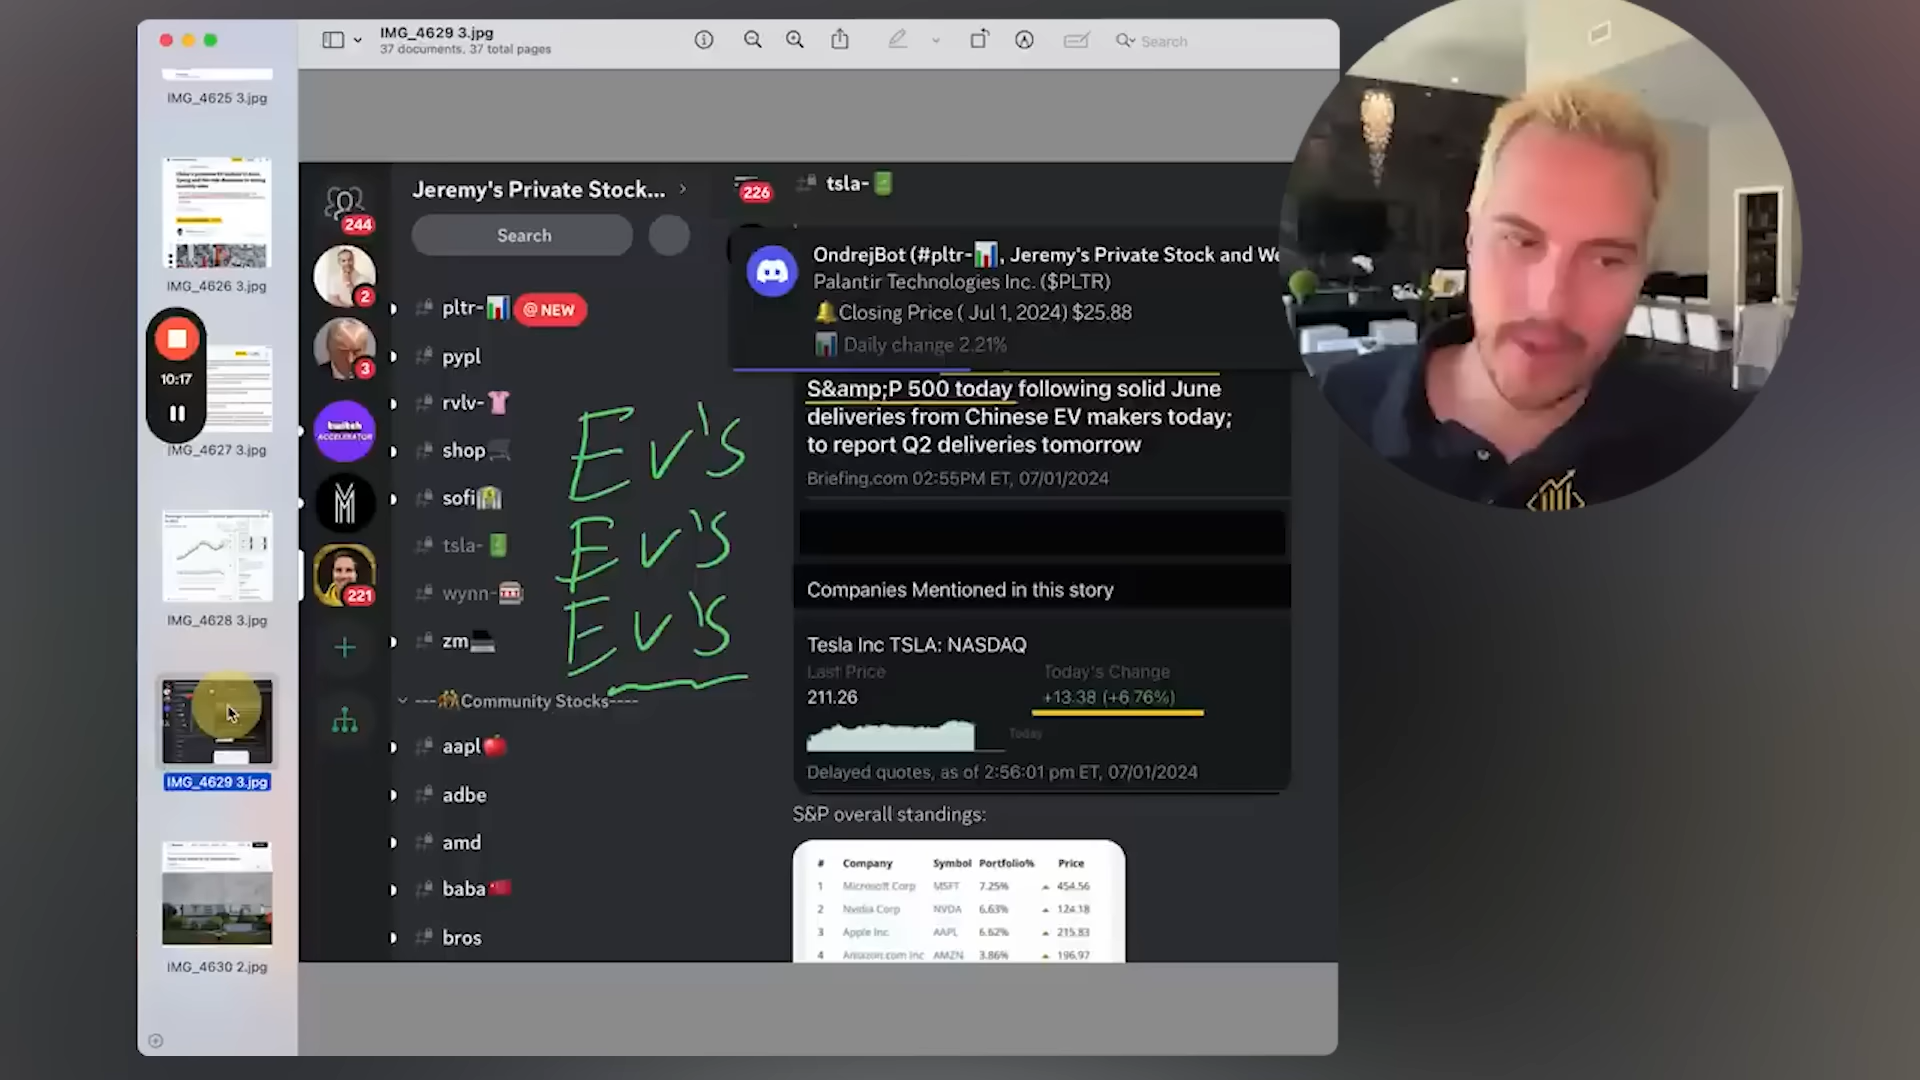 IMG_4629 3.jpg
37 documents, 37 total pages
Search
IMG_4625 3.jpg
IMG_4626 3.jpg
10:17
IMG_4627 3.jpg
IMG_4628 3.jpg
IMG_4629 3.jpg
IMG_4630 2.jpg
244
2
3
twitch
ACCELERATOR
221
Jeremy's Private Stock...
Search
pltr-
@ NEW
pypl
rvlv-
shop
sofi
tsla-
wynn-
zm
----Community Stocks----
aapl
adbe
amd
baba
bros
Ev's
Ev's
Ev's
226
tsla-
OndrejBot (#pltr-, Jeremy's Private Stock and We
Palantir Technologies Inc. ($PLTR)
Closing Price ( Jul 1, 2024) $25.88
Daily change 2.21%
S&amp;P 500 today following solid June
deliveries from Chinese EV makers today;
to report Q2 deliveries tomorrow
Briefing.com 02:55PM ET, 07/01/2024
Companies Mentioned in this story
Tesla Inc TSLA: NASDAQ
Last Price Today's Change
211.26 +13.38 (+6.76%)
Today
Delayed quotes, as of 2:56:01 pm ET, 07/01/2024
S&P overall standings:
# Company Symbol Portfolio% Price
1 Microsoft Corp MSFT 7.25% 454.56
2 Nvidia Corp NVDA 6.63% 124.18
3 Apple Inc. AAPL 6.62% 215.83
4 Amazon.com Inc AMZN 3.86% 196.97